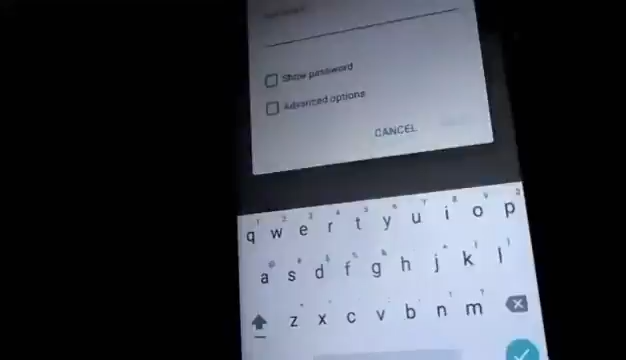 Show password
Advanced options
CANCEL
q w e r t y u i o p
a s d f g h j k l
z x c v b n m